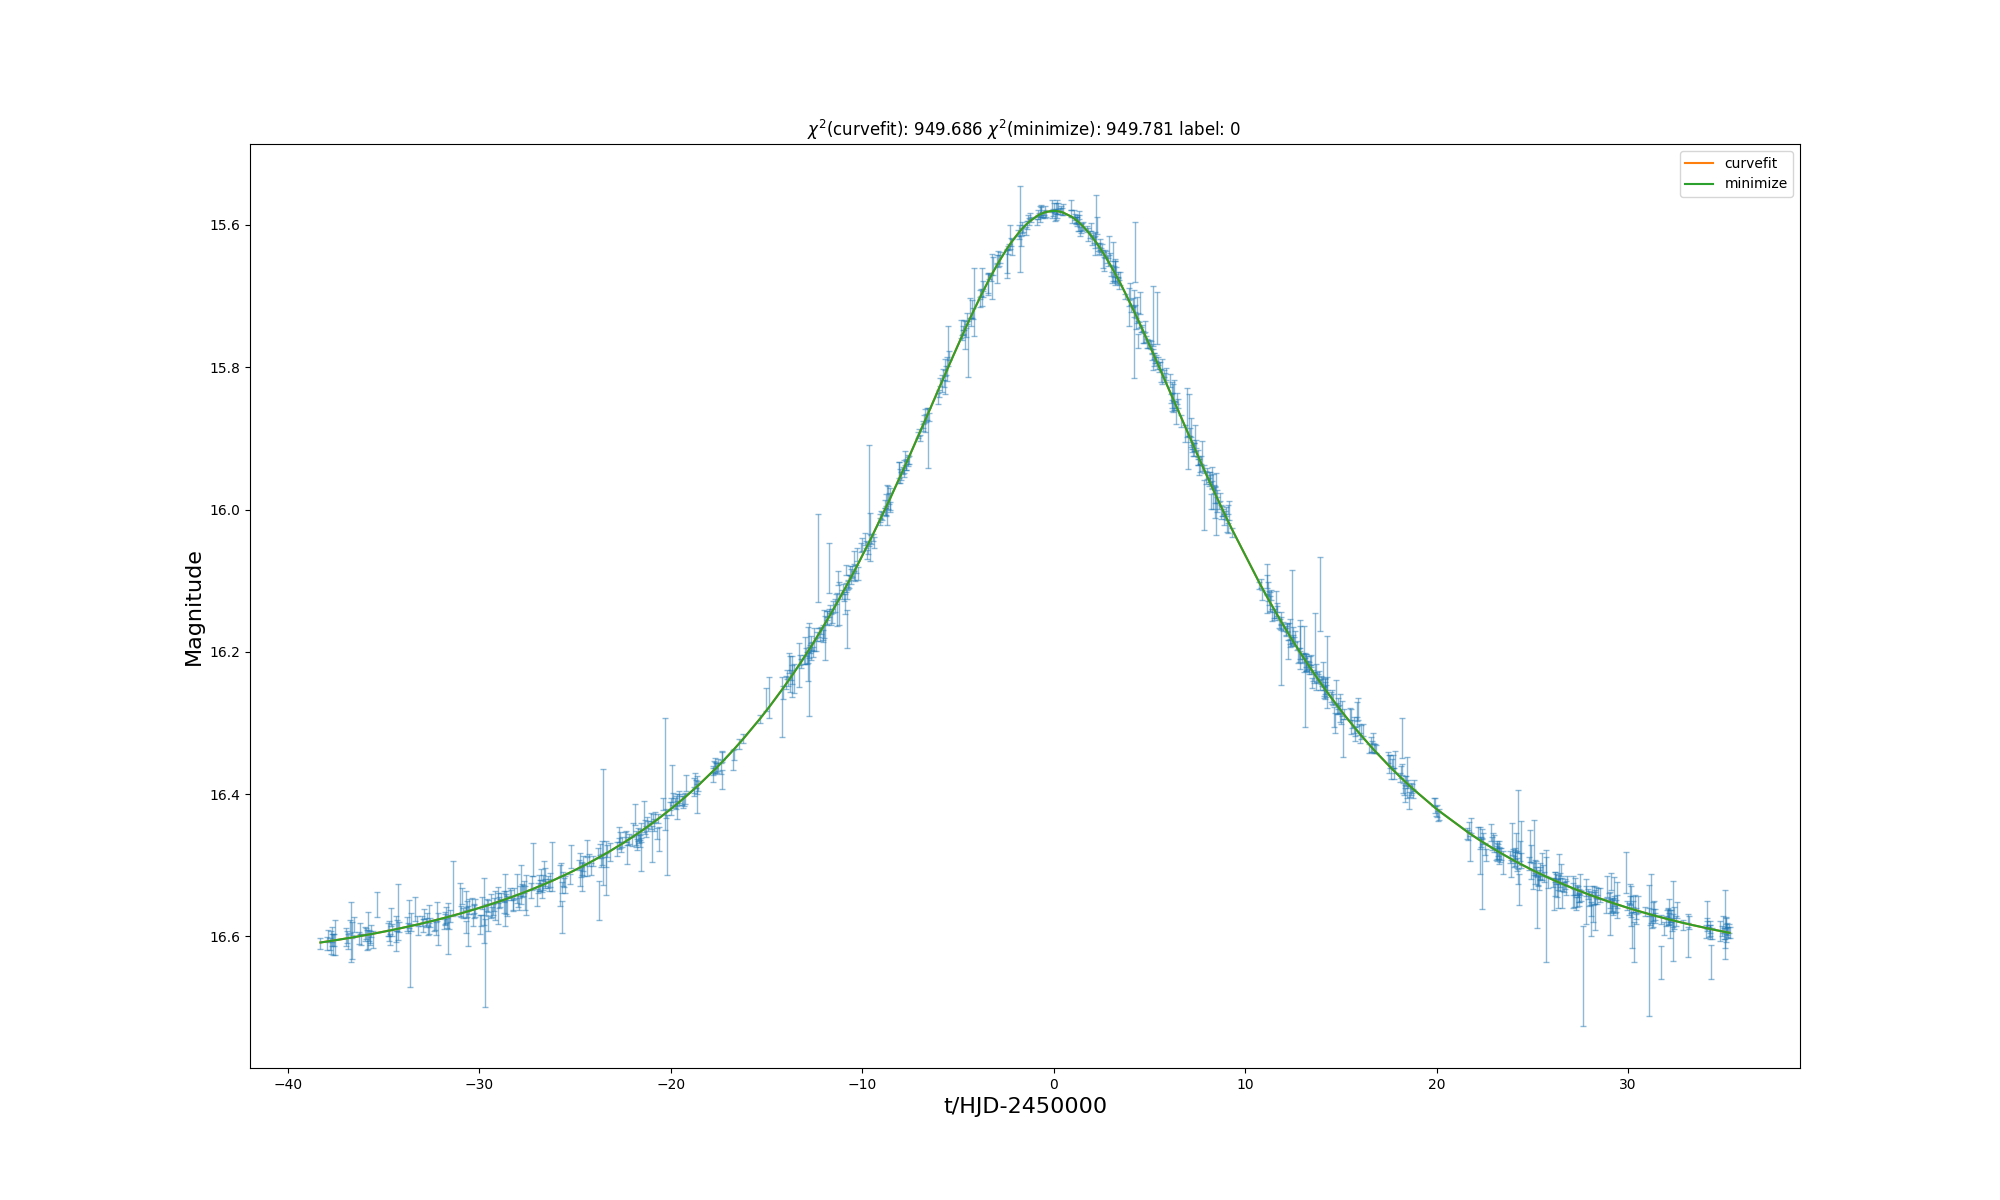 χ²(curvefit): 949.686 χ²(minimize): 949.781 label: 0
curvefit
minimize
15.6
15.8
16.0
16.2
16.4
16.6
Magnitude
−40 −30 −20 −10 0 10 20 30
t/HJD-2450000